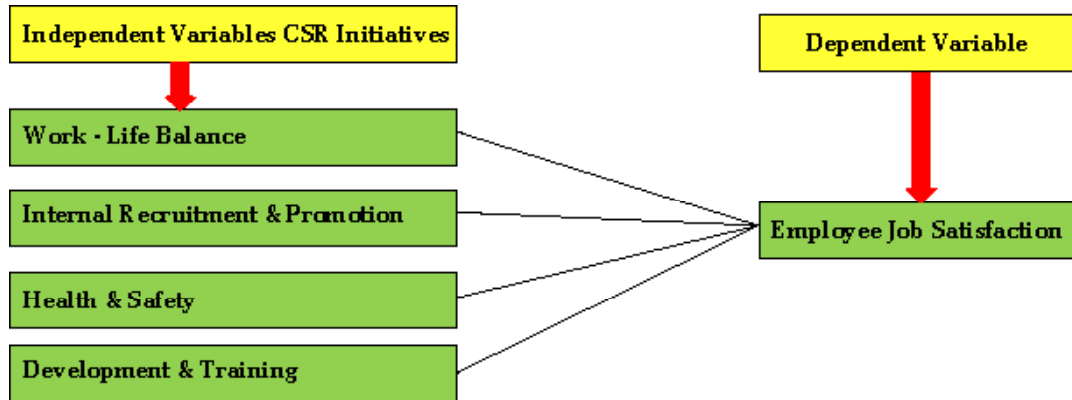 Independent Variables CSR Initiatives
Dependent Variable
Work - Life Balance
Internal Recruitment & Promotion
Employee Job Satisfaction
Health & Safety
Development & Training